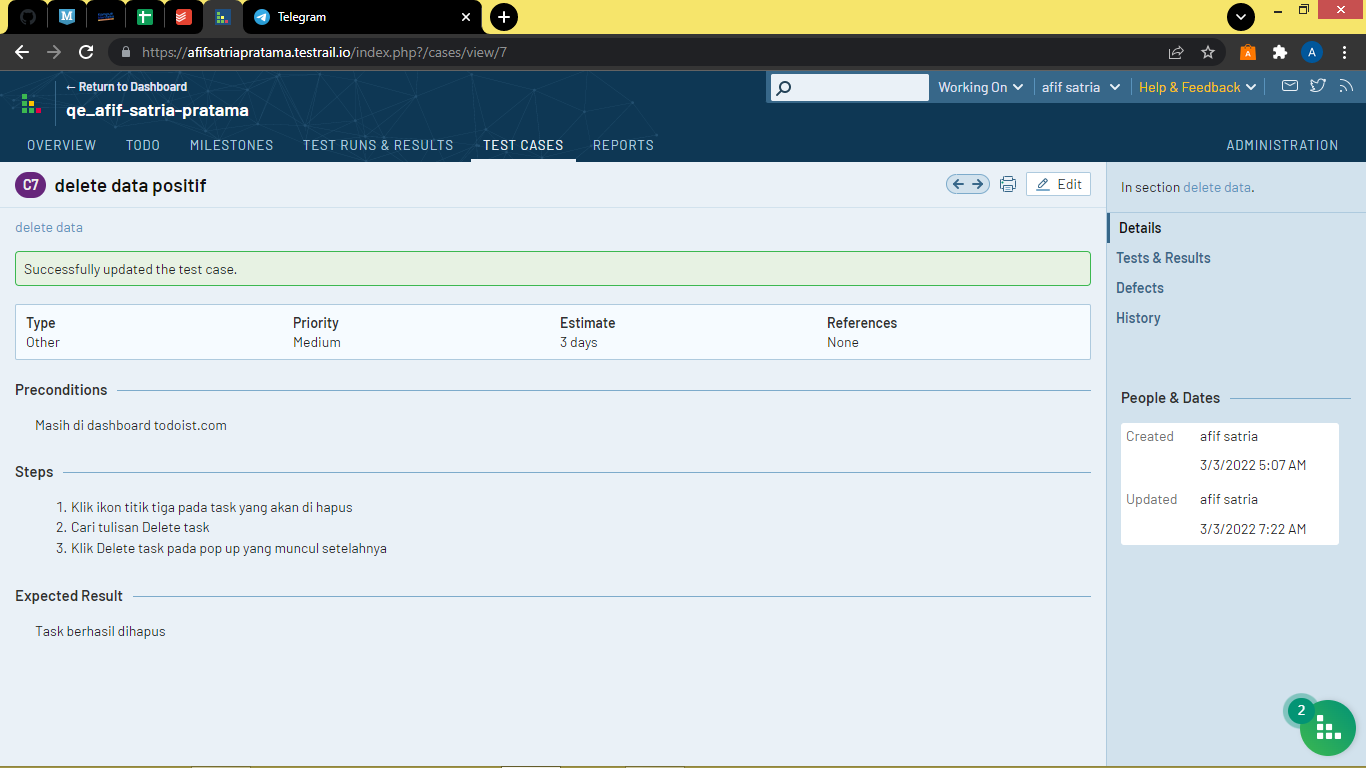 Telegram
https://afifsatriapratama.testrail.io/index.php?/cases/view/7
A
← Return to Dashboard
qe_afif-satria-pratama
Working On
afif satria
Help & Feedback
OVERVIEW
TODO
MILESTONES
TEST RUNS & RESULTS
TEST CASES
REPORTS
ADMINISTRATION
C7 delete data positif
Edit
delete data
Successfully updated the test case.
Type
Other
Priority
Medium
Estimate
3 days
References
None
Preconditions
Masih di dashboard todoist.com
Steps
1. Klik ikon titik tiga pada task yang akan di hapus
2. Cari tulisan Delete task
3. Klik Delete task pada pop up yang muncul setelahnya
Expected Result
Task berhasil dihapus
In section delete data.
Details
Tests & Results
Defects
History
People & Dates
Created afif satria
3/3/2022 5:07 AM
Updated afif satria
3/3/2022 7:22 AM
2